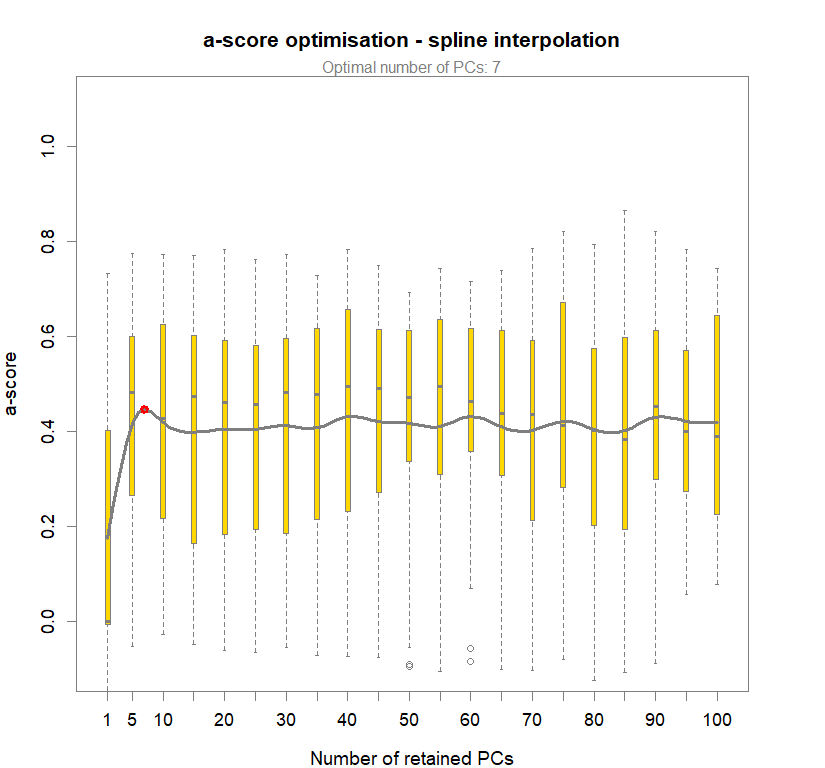 a-score optimisation - spline interpolation
Optimal number of PCs: 7
a-score
1.0
0.8
0.6
0.4
0.2
0.0
1 5 10 20 30 40 50 60 70 80 90 100
Number of retained PCs